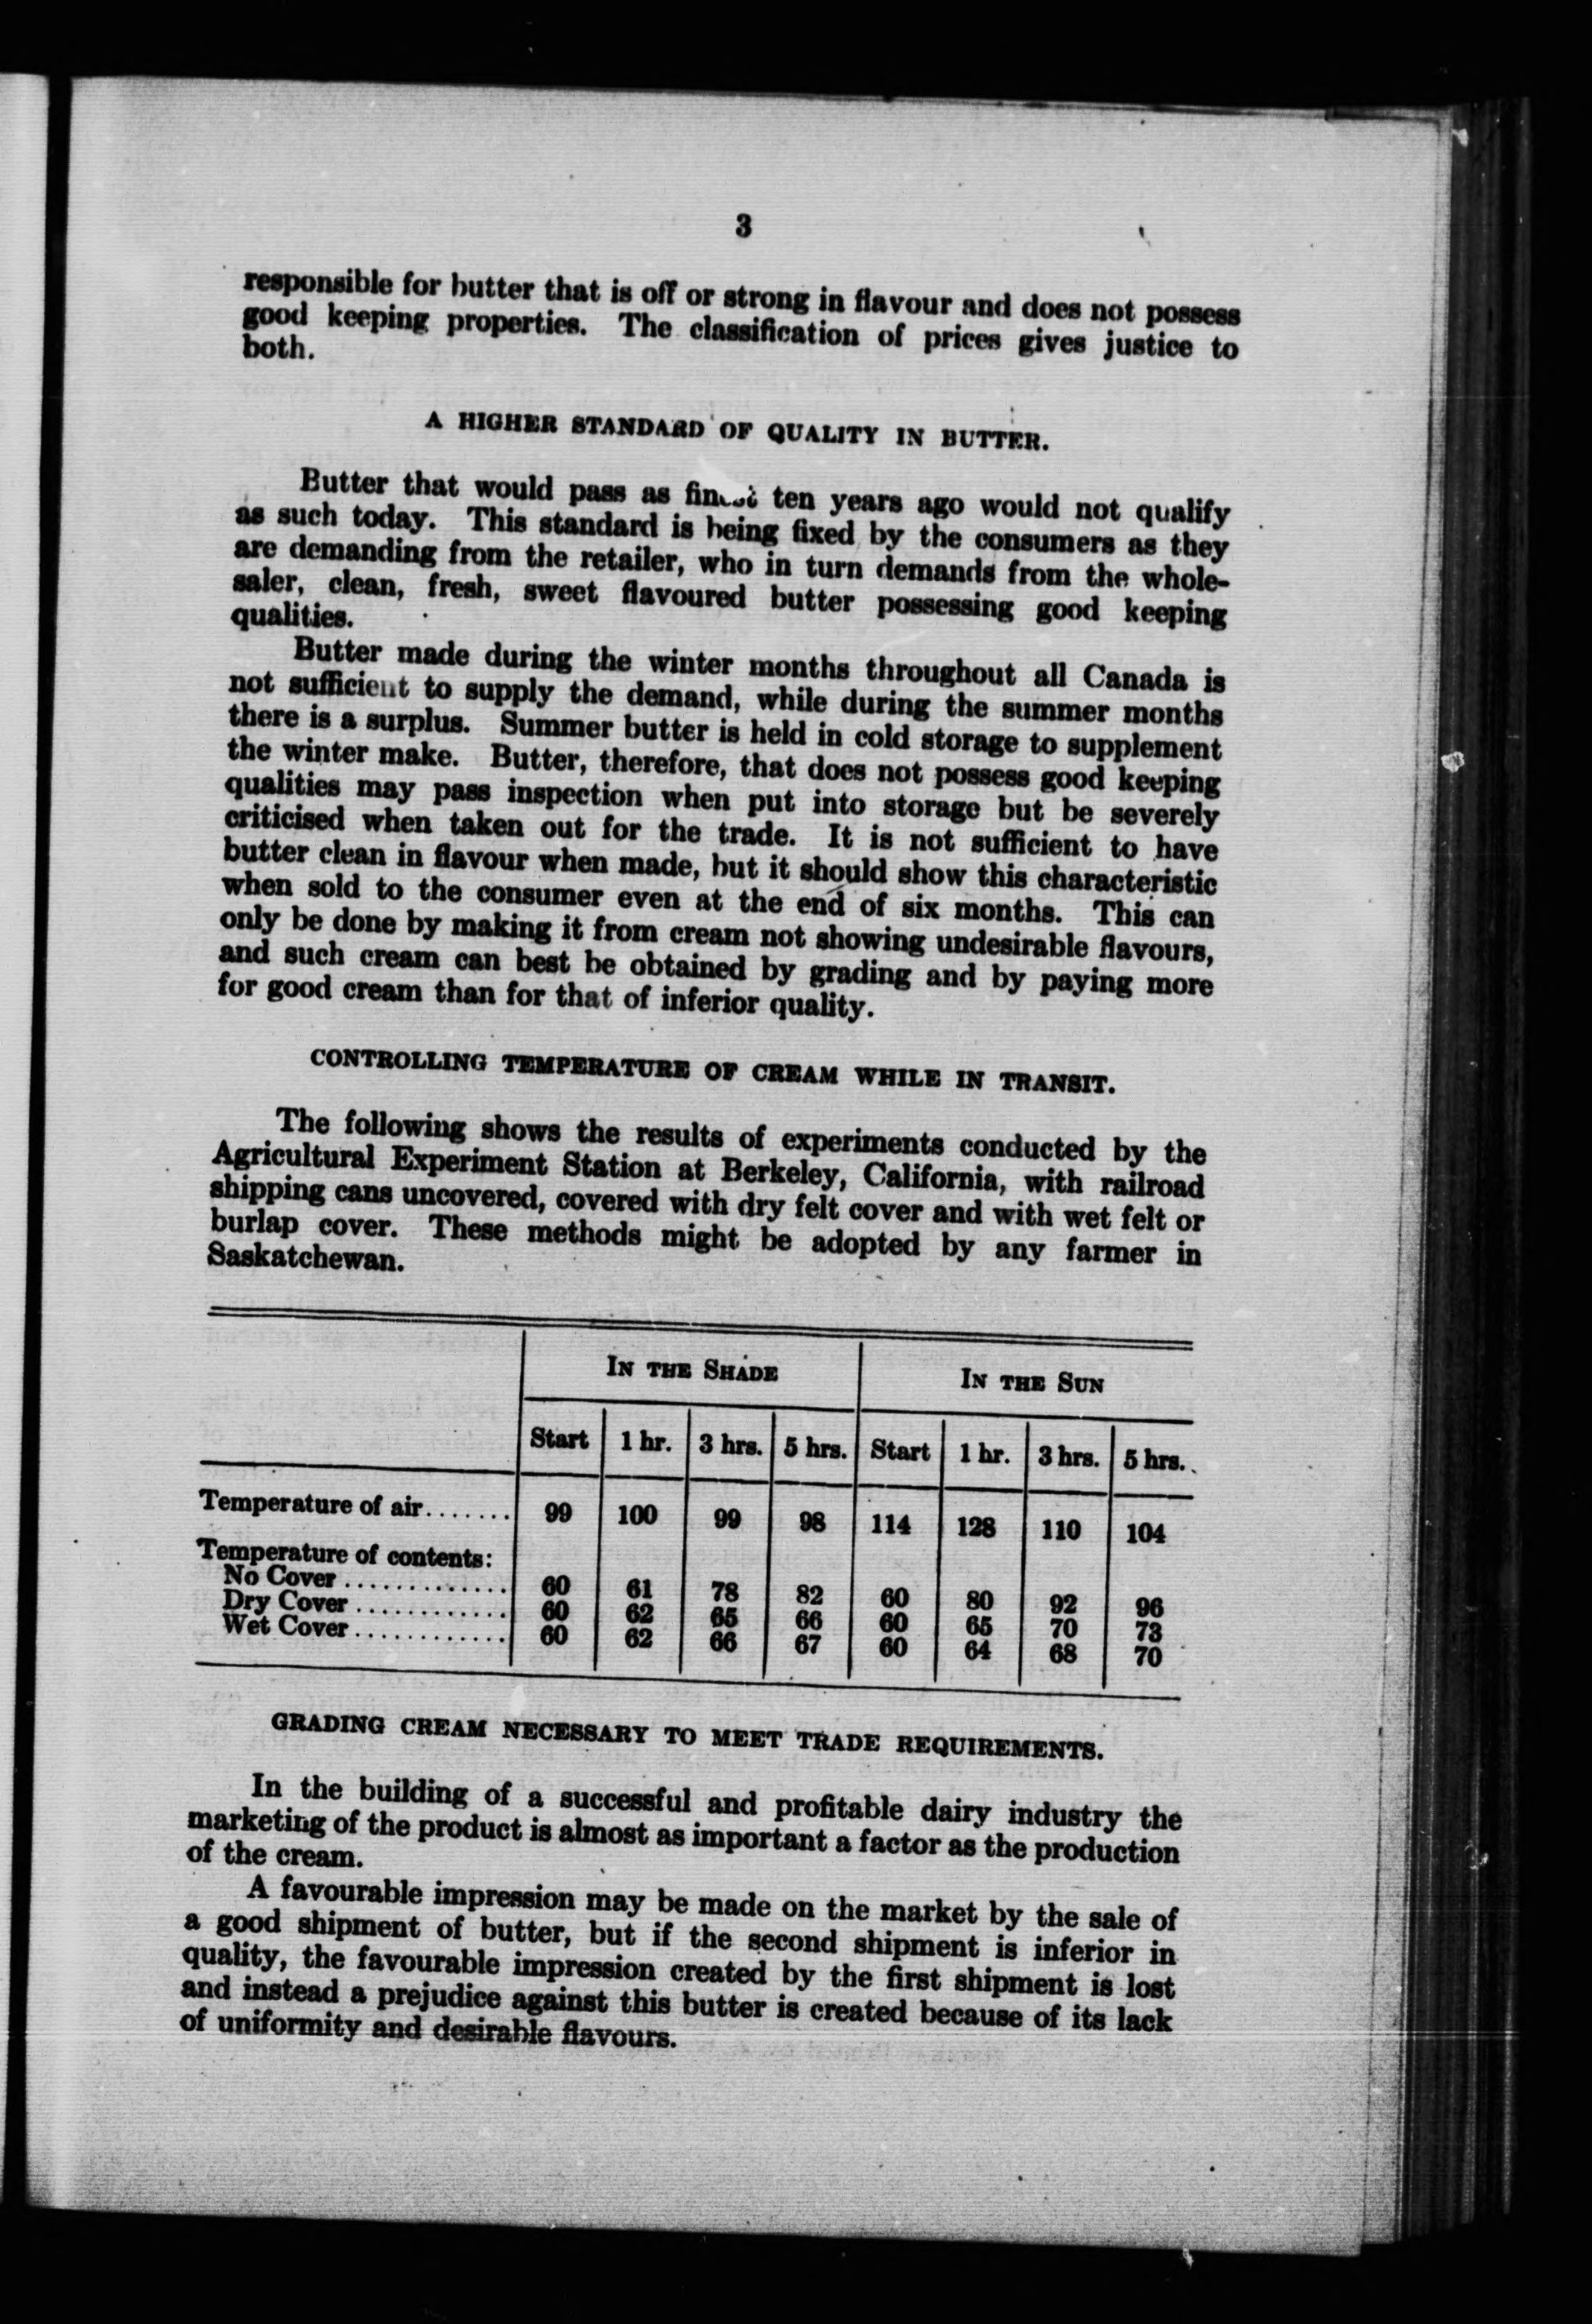 3
responsible for butter that is off or strong in flavour and does not possess
good keeping properties. The classification of prices gives justice to
both.
A HIGHER STANDARD OF QUALITY IN BUTTER.
Butter that would pass as finest ten years ago would not qualify
as such today. This standard is being fixed by the consumers as they
are demanding from the retailer, who in turn demands from the whole-
saler, clean, fresh, sweet flavoured butter possessing good keeping
qualities.
Butter made during the winter months throughout all Canada is
not sufficient to supply the demand, while during the summer months
there is a surplus. Summer butter is held in cold storage to supplement
the winter make. Butter, therefore, that does not possess good keeping
qualities may pass inspection when put into storage but be severely
criticised when taken out for the trade. It is not sufficient to have
butter clean in flavour when made, but it should show this characteristic
when sold to the consumer even at the end of six months. This can
only be done by making it from cream not showing undesirable flavours,
and such cream can best be obtained by grading and by paying more
for good cream than for that of inferior quality.
CONTROLLING TEMPERATURE OF CREAM WHILE IN TRANSIT.
The following shows the results of experiments conducted by the
Agricultural Experiment Station at Berkeley, California, with railroad
shipping cans uncovered, covered with dry felt cover and with wet felt or
burlap cover. These methods might be adopted by any farmer in
Saskatchewan.
IN THE SHADE IN THE SUN
Start 1 hr. 3 hrs. 5 hrs. Start 1 hr. 3 hrs. 5 hrs.
Temperature of air....... 99 100 99 98 114 128 110 104
Temperature of contents:
No Cover ............. 60 61 78 82 60 80 92 96
Dry Cover ............ 60 62 65 66 60 65 70 73
Wet Cover ............ 60 62 66 67 60 64 68 70
GRADING CREAM NECESSARY TO MEET TRADE REQUIREMENTS.
In the building of a successful and profitable dairy industry the
marketing of the product is almost as important a factor as the production
of the cream.
A favourable impression may be made on the market by the sale of
a good shipment of butter, but if the second shipment is inferior in
quality, the favourable impression created by the first shipment is lost
and instead a prejudice against this butter is created because of its lack
of uniformity and desirable flavours.